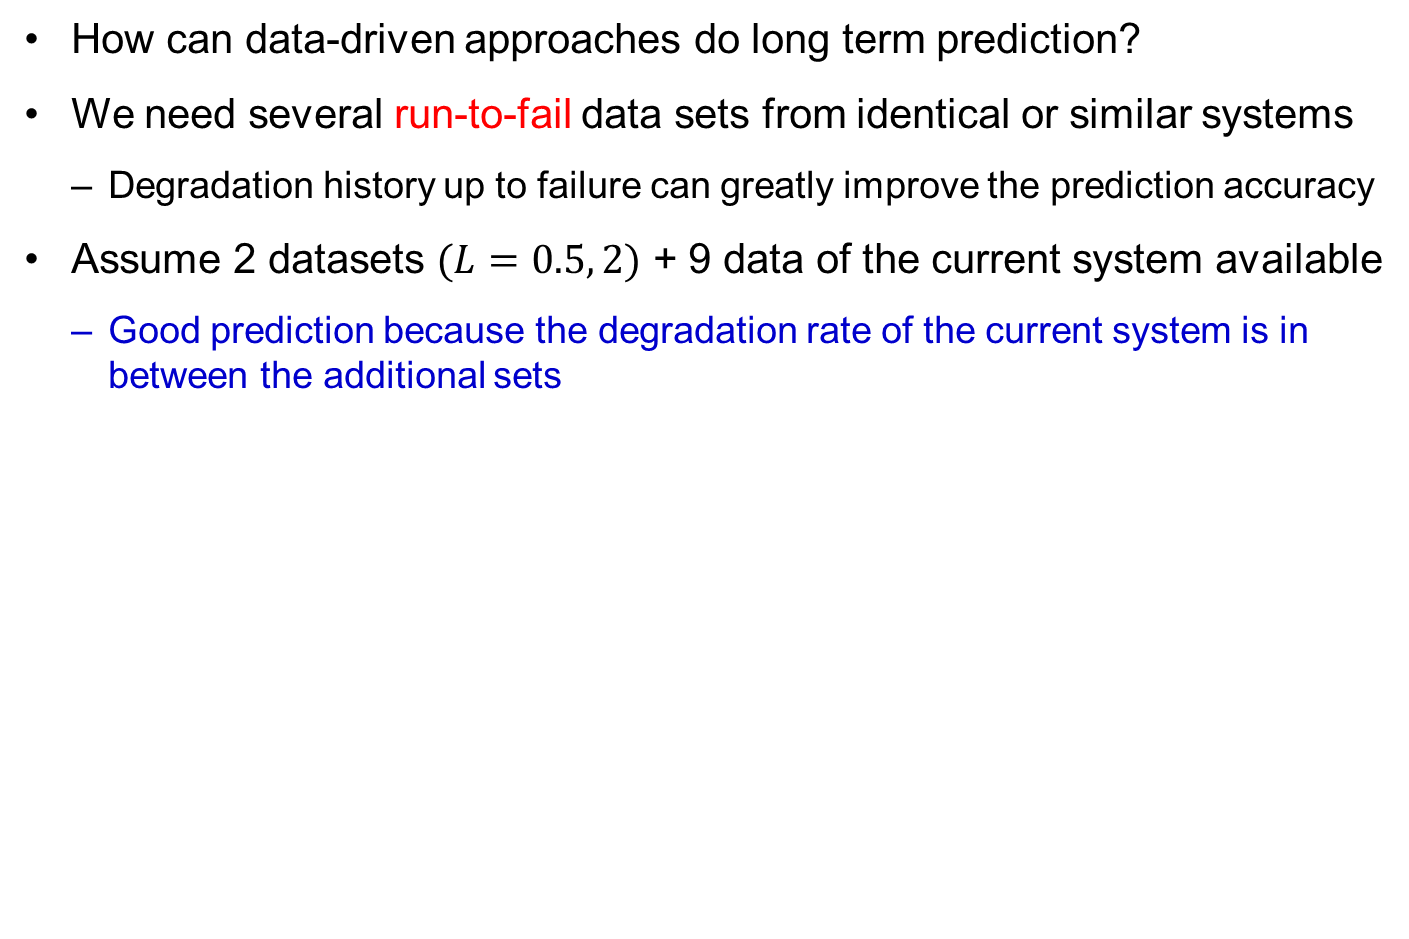 • How can data-driven approaches do long term prediction?
• We need several run-to-fail data sets from identical or similar systems
– Degradation history up to failure can greatly improve the prediction accuracy
• Assume 2 datasets (L = 0.5, 2) + 9 data of the current system available
– Good prediction because the degradation rate of the current system is in
between the additional sets